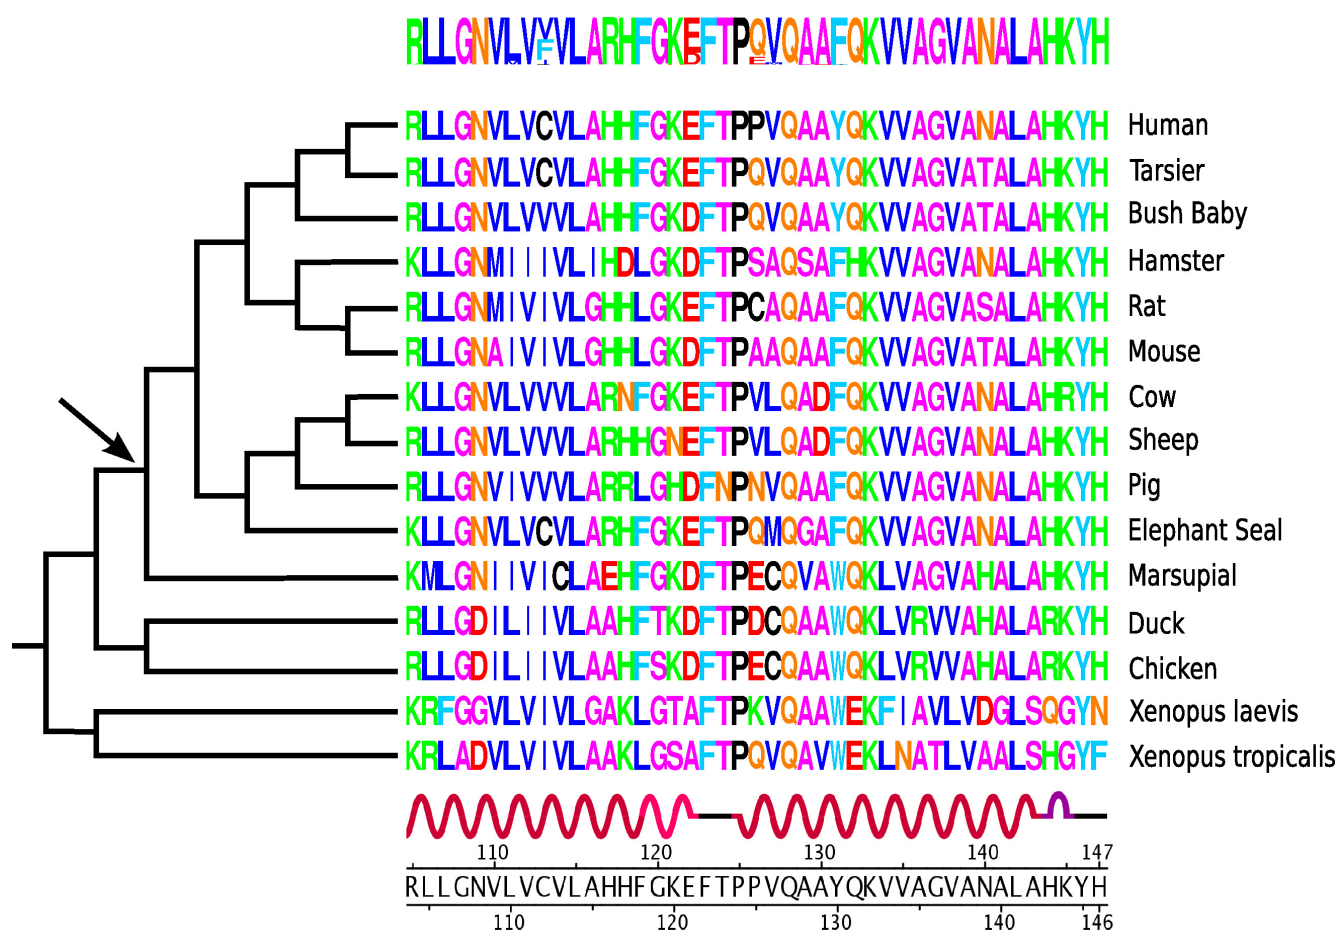 RLLGNVLVYVLARHFGKEFTPQVQAAFQKVVAGVANALAHKYH
RLLGNVLVCVLAHHFGKEFTPPVQAAYQKVVAGVANALAHKYH Human
RLLGNVLVCVLAHHFGKEFTPQVQAAYQKVVAGVATALAHKYH Tarsier
RLLGNVLVVVLAHHFGKDFTPQVQAAYQKVVAGVATALAHKYH Bush Baby
KLLGNMIIIVLIHDLGKDFTPSAQSAFHKVVAGVANALAHKYH Hamster
RLLGNMIVIVLGHHLGKEFTPCAQAAFQKVVAGVASALAHKYH Rat
RLLGNAIVIVLGHHLGKDFTPAAQAAFQKVVAGVATALAHKYH Mouse
KLLGNVLVVVLARNFGKEFTPVLQADFQKVVAGVANALAHRYH Cow
RLLGNVLVVVLARHHGNEFTPVLQADFQKVVAGVANALAHKYH Sheep
RLLGNVIVVVLARRLGHDFNPNVQAAFQKVVAGVANALAHKYH Pig
KLLGNVLVCVLARHFGKEFTPQMQGAFQKVVAGVANALAHKYH Elephant Seal
KMLGNIIVICLAEHFGKDFTPECQVAWQKLVAGVAHALAHKYH Marsupial
RLLGDILIIVLAAHFTKDFTPDCQAAWQKLVRVVAHALARKYH Duck
RLLGDILIIVLAAHFSKDFTPECQAAWQKLVRVVAHALARKYH Chicken
KRFGGVLVIVLGAKLGTAFTPKVQAAWEKFIAVLVDGLSQGYN Xenopus laevis
KRLADVLVIVLAAKLGSAFTPQVQAVWEKLNATLVAALSHGYF Xenopus tropicalis
110 120 130 140 147
RLLGNVLVCVLAHHFGKEFTPPVQAAYQKVVAGVANALAHKYH
110 120 130 140 146